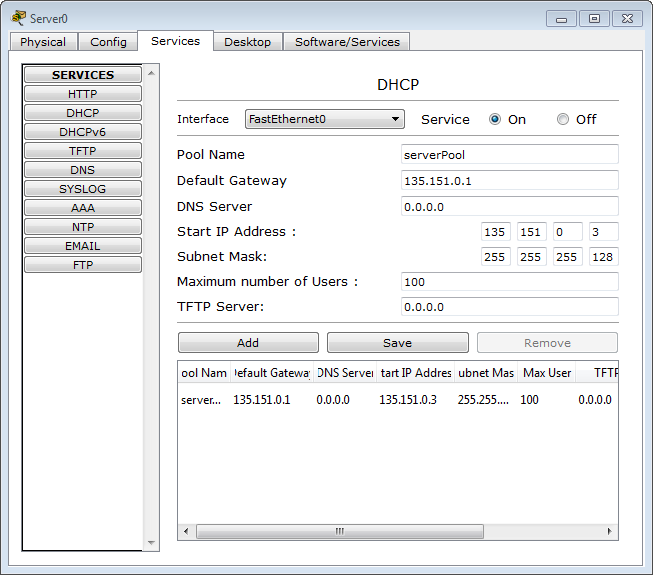 Server0
Physical Config Services Desktop Software/Services
SERVICES
HTTP
DHCP
DHCPv6
TFTP
DNS
SYSLOG
AAA
NTP
EMAIL
FTP
DHCP
Interface FastEthernet0 Service On Off
Pool Name serverPool
Default Gateway 135.151.0.1
DNS Server 0.0.0.0
Start IP Address : 135 151 0 3
Subnet Mask: 255 255 255 128
Maximum number of Users : 100
TFTP Server: 0.0.0.0
Add Save Remove
ool Nam Default Gateway DNS Server tart IP Addres ubnet Mas Max User TFTP
server... 135.151.0.1 0.0.0.0 135.151.0.3 255.255.... 100 0.0.0.0